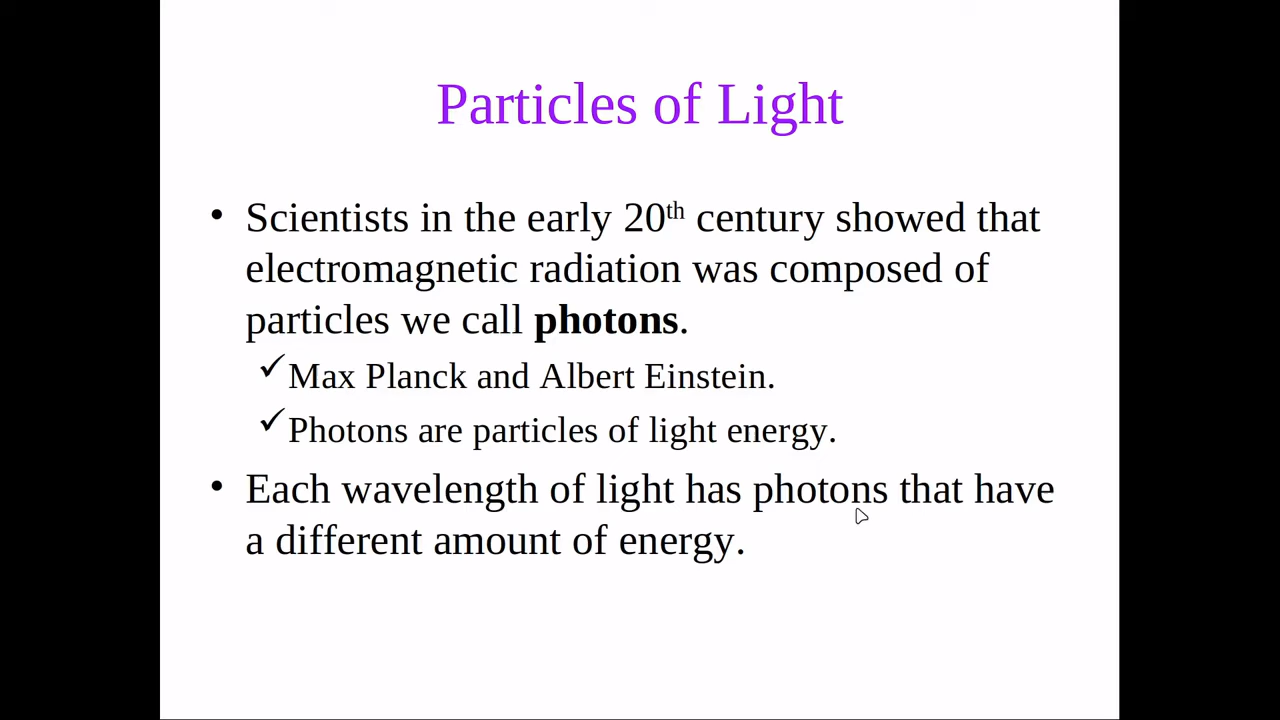 Particles of Light
• Scientists in the early 20th century showed that
electromagnetic radiation was composed of
particles we call photons.
✓Max Planck and Albert Einstein.
✓Photons are particles of light energy.
• Each wavelength of light has photons that have
a different amount of energy.